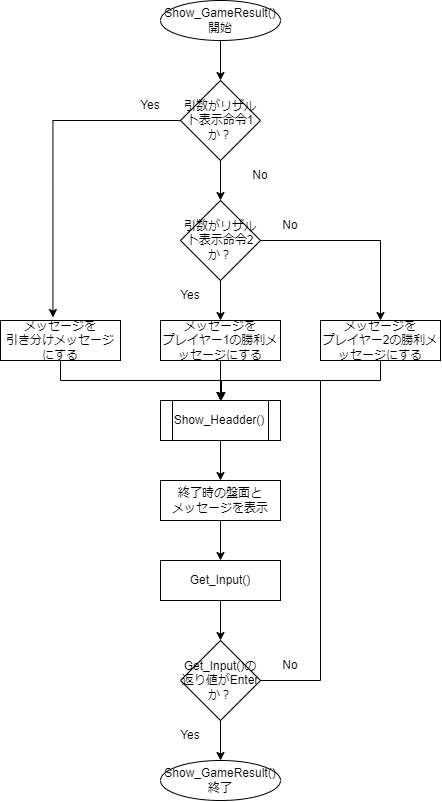 Show_GameResult()
開始
Yes
引数がリザル
ト表示命令1
か？
No
引数がリザル
ト表示命令2
か？
No
Yes
メッセージを
引き分けメッセージ
にする
メッセージを
プレイヤー1の勝利メ
ッセージにする
メッセージを
プレイヤー2の勝利メ
ッセージにする
Show_Headder()
終了時の盤面と
メッセージを表示
Get_Input()
Get_Input()の
返り値がEnter
か？
No
Yes
Show_GameResult()
終了